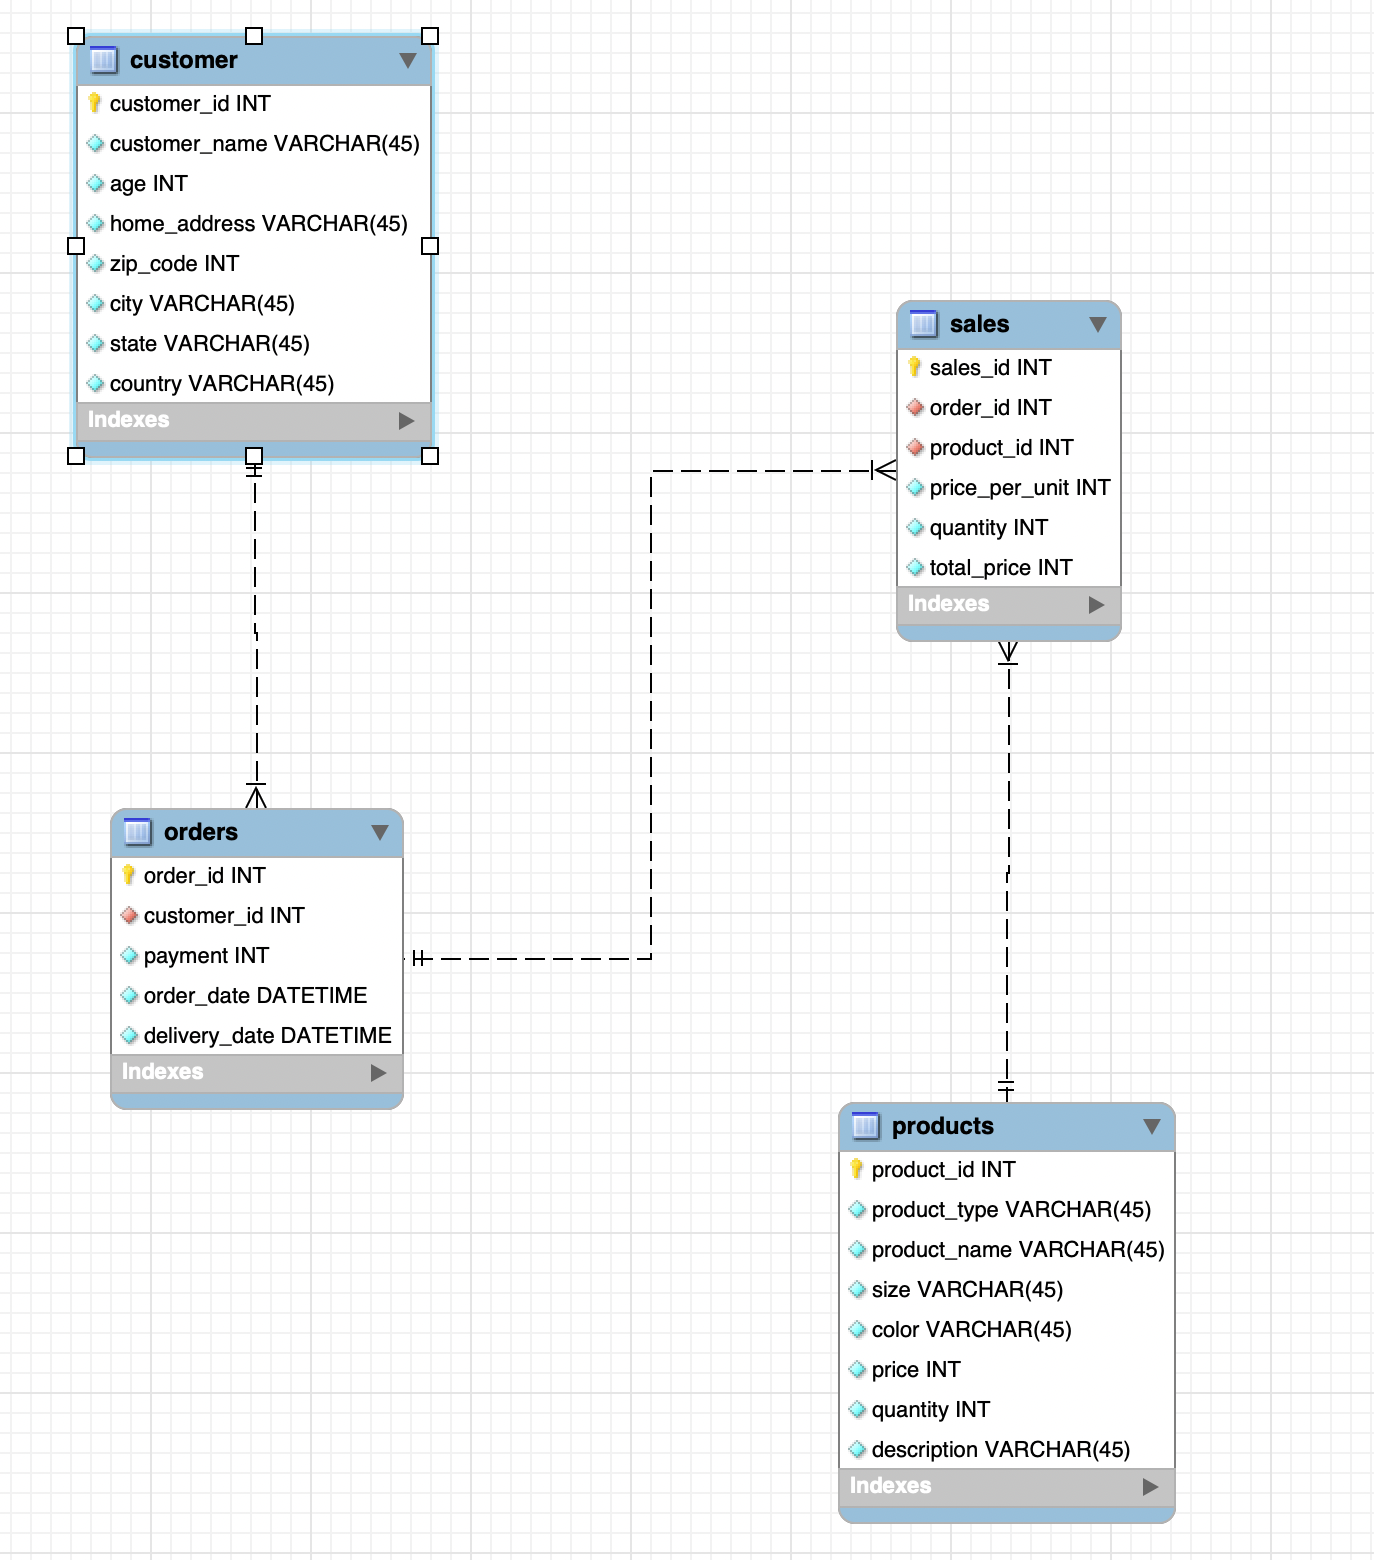 customer
customer_id INT
customer_name VARCHAR(45)
age INT
home_address VARCHAR(45)
zip_code INT
city VARCHAR(45)
state VARCHAR(45)
country VARCHAR(45)
Indexes
sales
sales_id INT
order_id INT
product_id INT
price_per_unit INT
quantity INT
total_price INT
Indexes
orders
order_id INT
customer_id INT
payment INT
order_date DATETIME
delivery_date DATETIME
Indexes
products
product_id INT
product_type VARCHAR(45)
product_name VARCHAR(45)
size VARCHAR(45)
color VARCHAR(45)
price INT
quantity INT
description VARCHAR(45)
Indexes